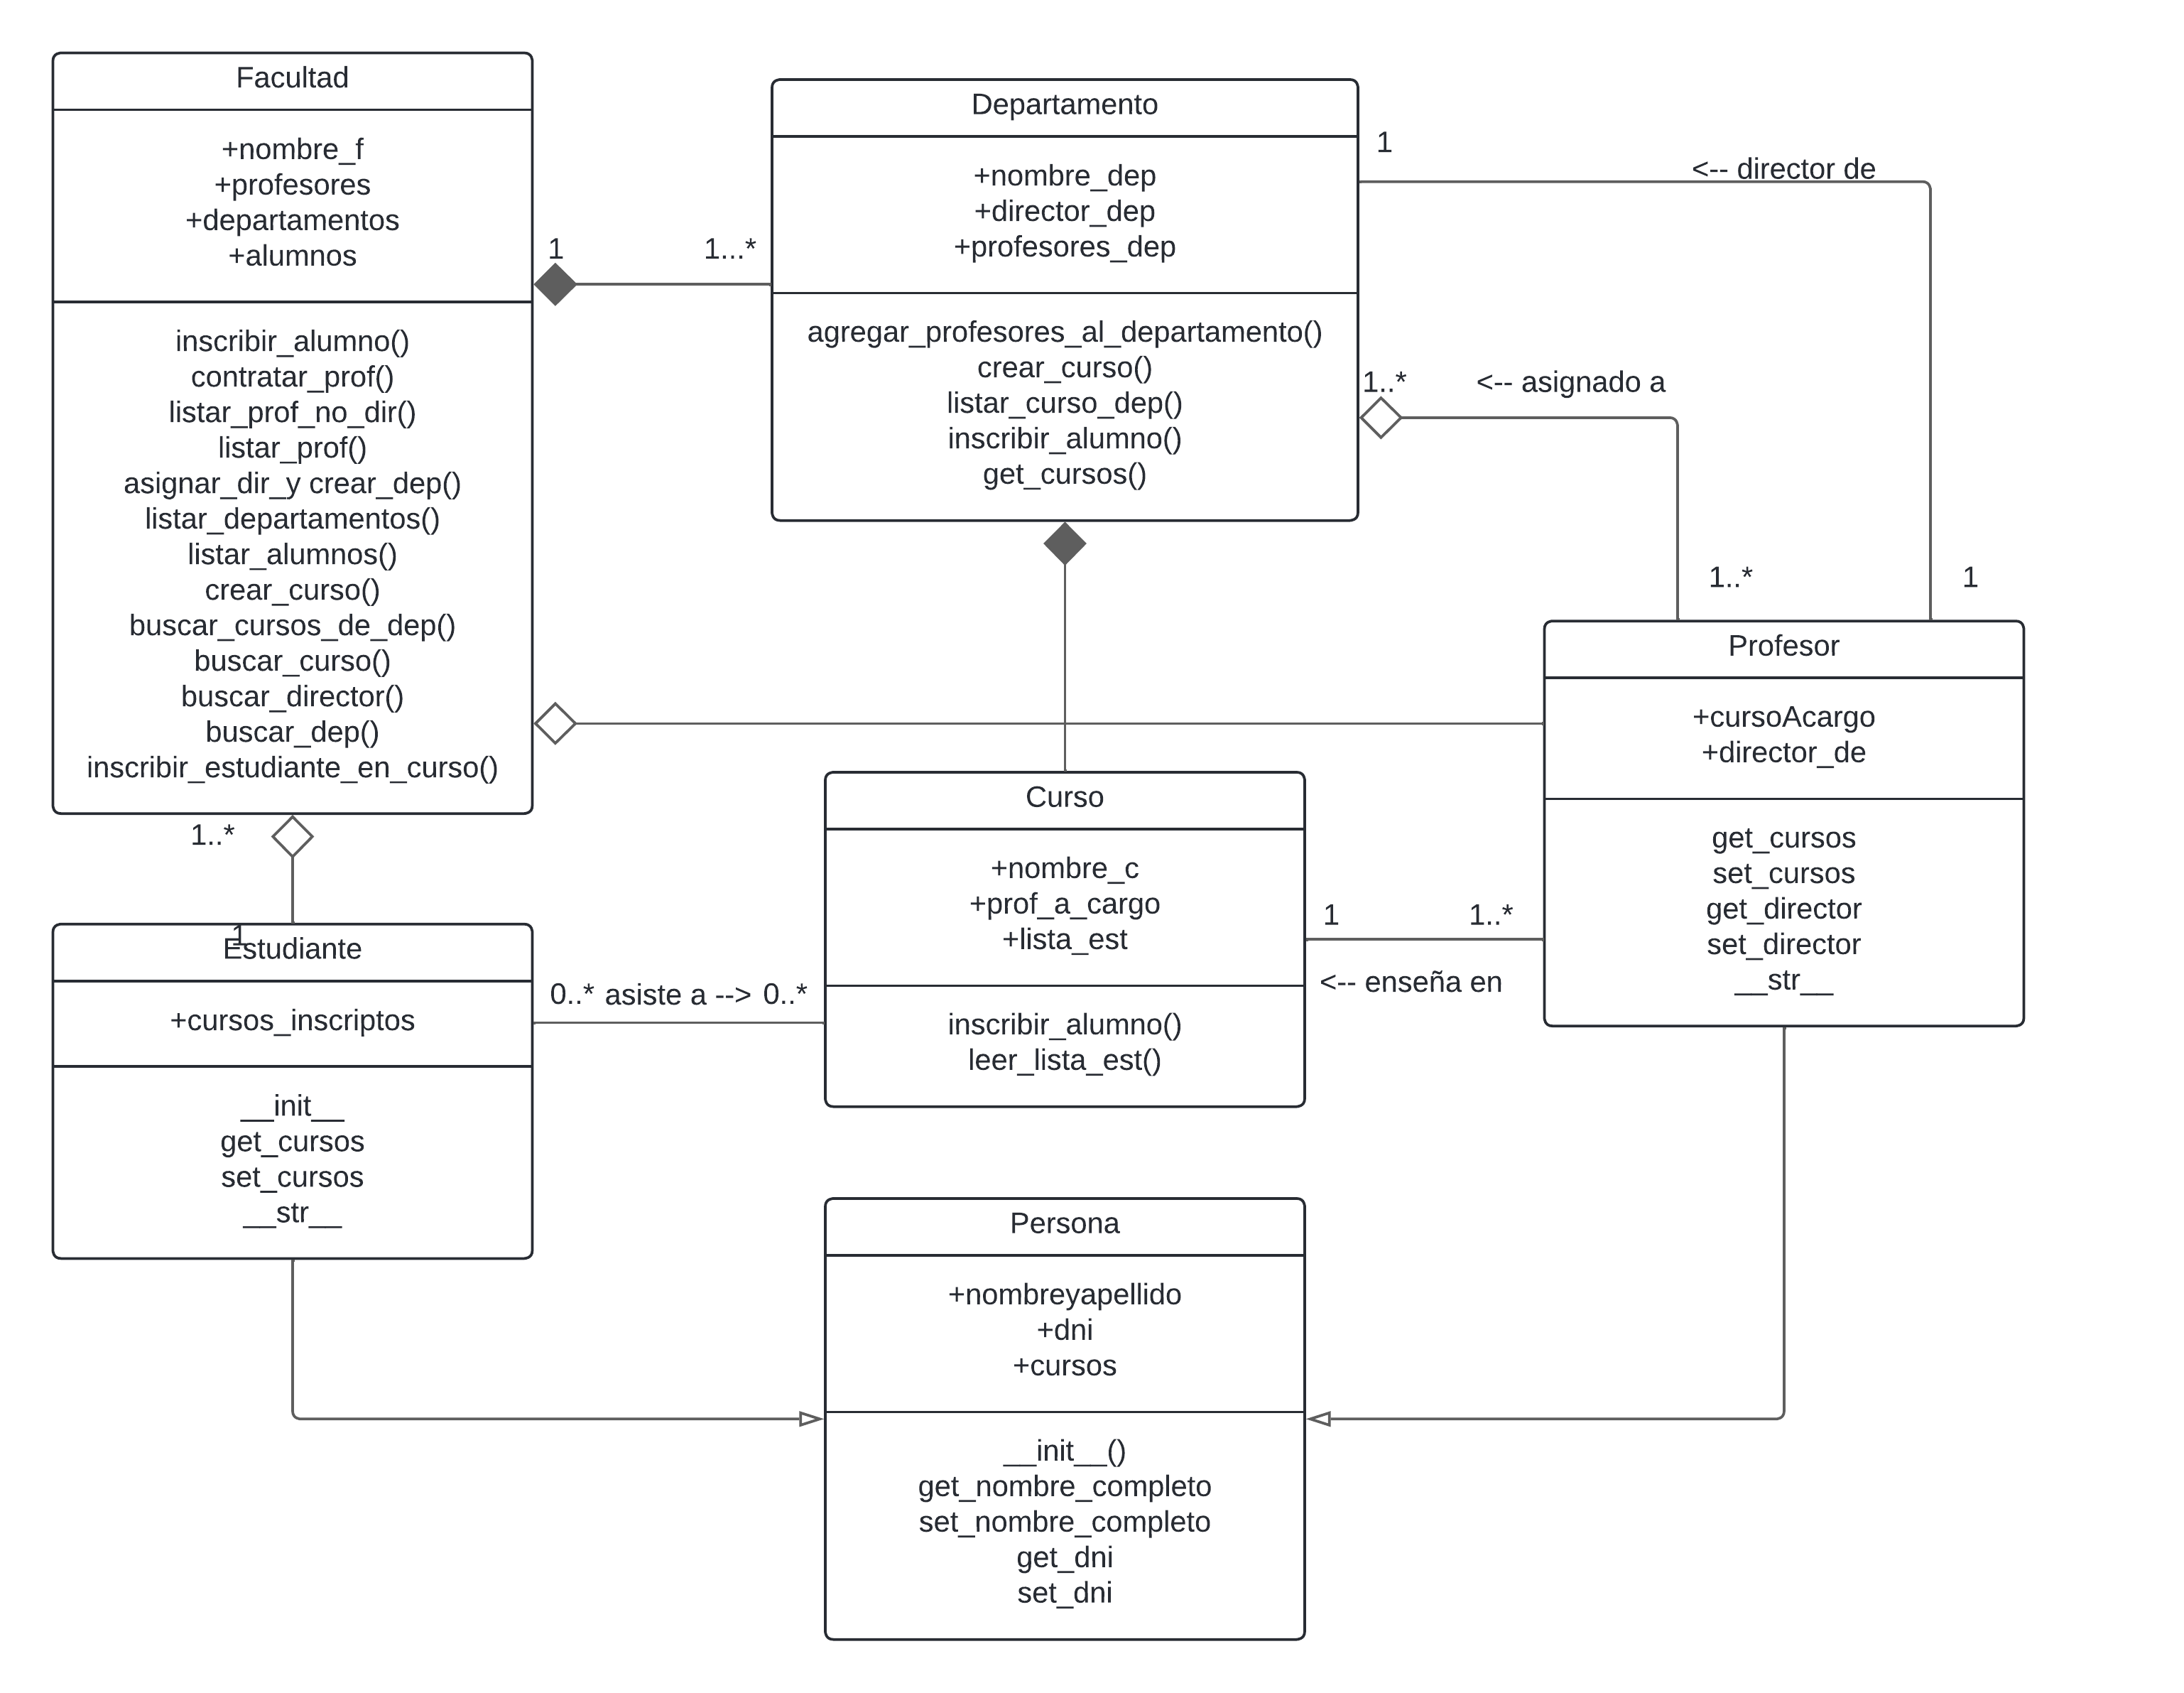 Facultad
+nombre_f
+profesores
+departamentos
+alumnos
inscribir_alumno()
contratar_prof()
listar_prof_no_dir()
listar_prof()
asignar_dir_y crear_dep()
listar_departamentos()
listar_alumnos()
crear_curso()
buscar_cursos_de_dep()
buscar_curso()
buscar_director()
buscar_dep()
inscribir_estudiante_en_curso()
1
1...*
Departamento
+nombre_dep
+director_dep
+profesores_dep
agregar_profesores_al_departamento()
crear_curso()
listar_curso_dep()
inscribir_alumno()
get_cursos()
1
<-- director de
1..*
<-- asignado a
1..*
1
Profesor
+cursoAcargo
+director_de
get_cursos
set_cursos
get_director
set_director
__str__
1..*
1
Estudiante
+cursos_inscriptos
__init__
get_cursos
set_cursos
__str__
0..* asiste a --> 0..*
Curso
+nombre_c
+prof_a_cargo
+lista_est
inscribir_alumno()
leer_lista_est()
1
1..*
<-- enseña en
Persona
+nombreyapellido
+dni
+cursos
__init__()
get_nombre_completo
set_nombre_completo
get_dni
set_dni